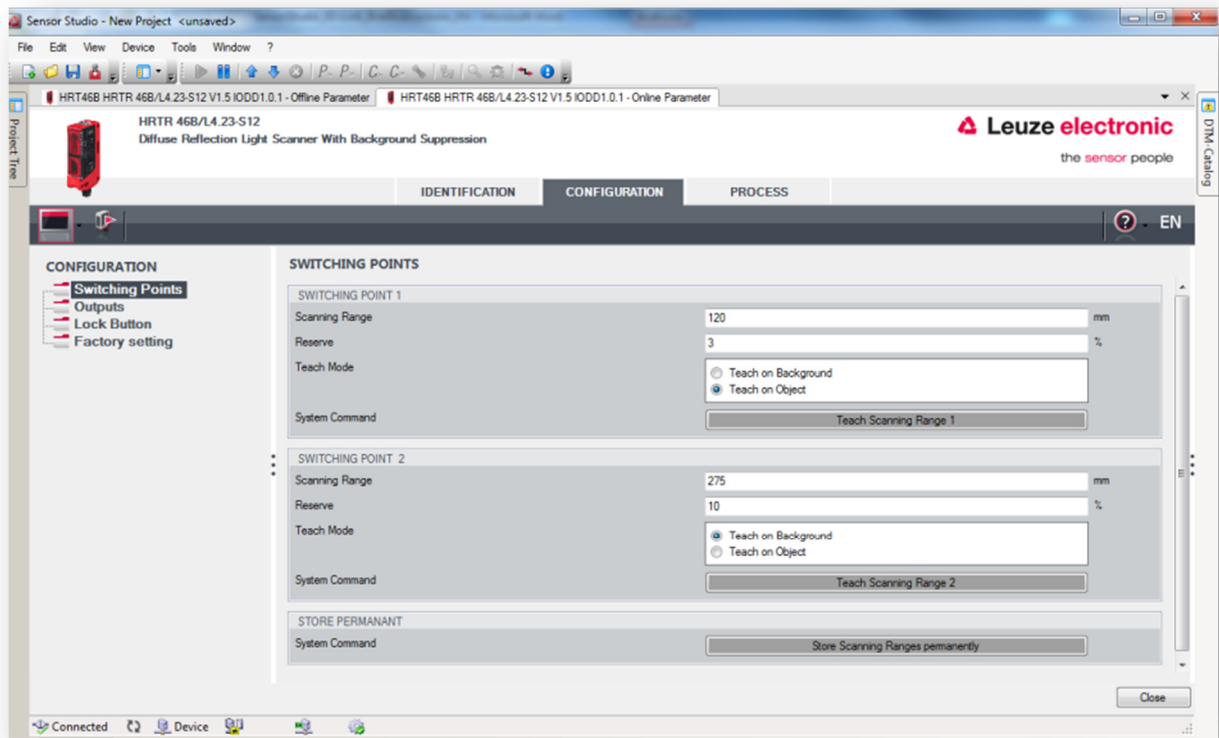 Sensor Studio - New Project <unsaved>
File Edit View Device Tools Window ?
HRT46B HRTR 46B/L4.23-S12 V1.5 IODD1.0.1 - Offline Parameter HRT46B HRTR 46B/L4.23-S12 V1.5 IODD1.0.1 - Online Parameter
Project Tree
DTM-Catalog
HRTR 46B/L4.23-S12
Diffuse Reflection Light Scanner With Background Suppression
Leuze electronic
the sensor people
IDENTIFICATION CONFIGURATION PROCESS
EN
CONFIGURATION
Switching Points
Outputs
Lock Button
Factory setting
SWITCHING POINTS
SWITCHING POINT 1
Scanning Range 120 mm
Reserve 3 %
Teach Mode
Teach on Background
Teach on Object
System Command Teach Scanning Range 1
SWITCHING POINT 2
Scanning Range 275 mm
Reserve 10 %
Teach Mode
Teach on Background
Teach on Object
System Command Teach Scanning Range 2
STORE PERMANANT
System Command Store Scanning Ranges permanently
Close
Connected Device